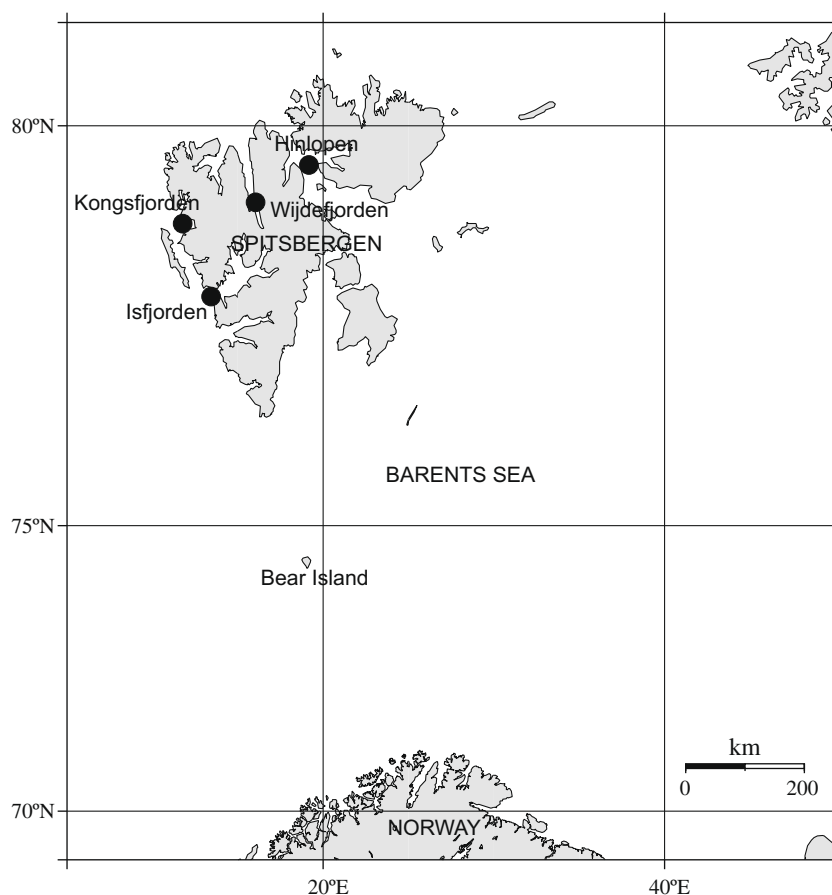 80ºN
Hinlopen
Kongsfjorden
Wijdefjorden
SPITSBERGEN
Isfjorden
BARENTS SEA
75ºN
Bear Island
km
0 200
70ºN
NORWAY
20ºE 40ºE